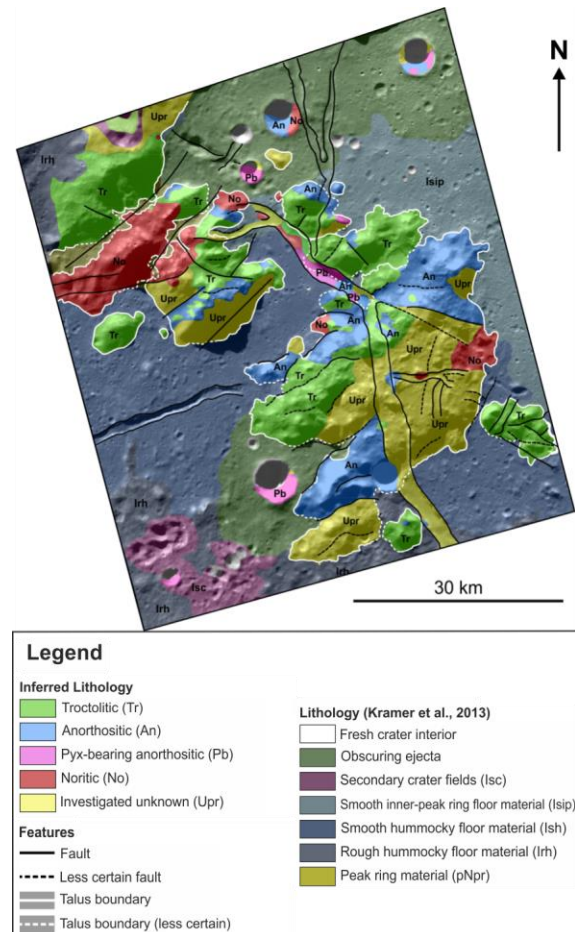 N
Upr
Irh
An
No
Tr
Pb
Isip
No
An
Tr
Tr
No
Tr
An
Pb
An
Pb
Upr
Upr
Tr
An
Upr
No
An
Tr
Upr
No
An
Tr
Upr
Upr
Tr
An
Pb
Irh
Upr
Tr
Isc
Irh
Irh
30 km
Legend
Inferred Lithology
Troctolitic (Tr)
Anorthositic (An)
Pyx-bearing anorthositic (Pb)
Noritic (No)
Investigated unknown (Upr)
Features
Fault
Less certain fault
Talus boundary
Talus boundary (less certain)
Lithology (Kramer et al., 2013)
Fresh crater interior
Obscuring ejecta
Secondary crater fields (Isc)
Smooth inner-peak ring floor material (Isip)
Smooth hummocky floor material (Ish)
Rough hummocky floor material (Irh)
Peak ring material (pNpr)